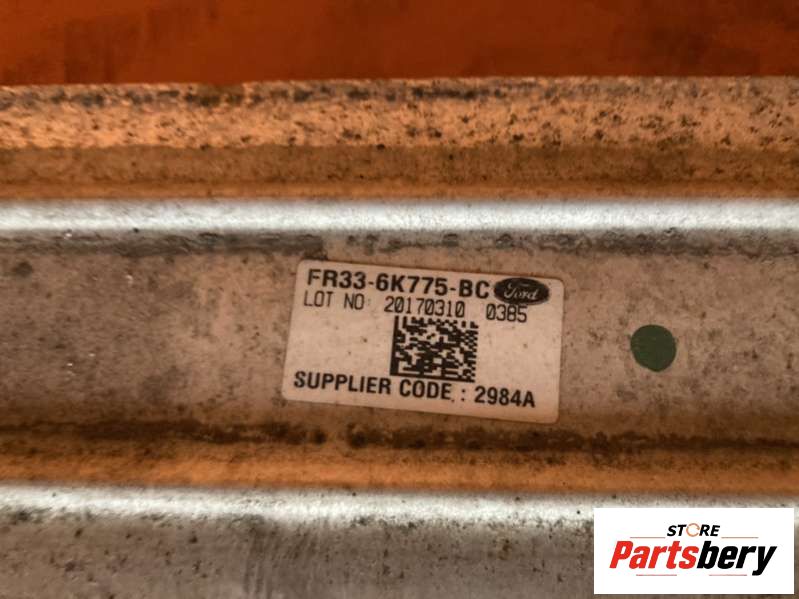 FR33-6K775-BC Ford
LOT NO: 20170310 0385
SUPPLIER CODE : 2984A
STORE
Partsbery